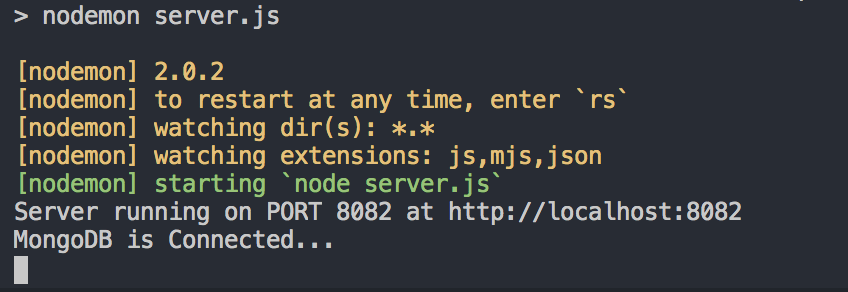 > nodemon server.js
[nodemon] 2.0.2
[nodemon] to restart at any time, enter `rs`
[nodemon] watching dir(s): *.*
[nodemon] watching extensions: js,mjs,json
[nodemon] starting `node server.js`
Server running on PORT 8082 at http://localhost:8082
MongoDB is Connected...